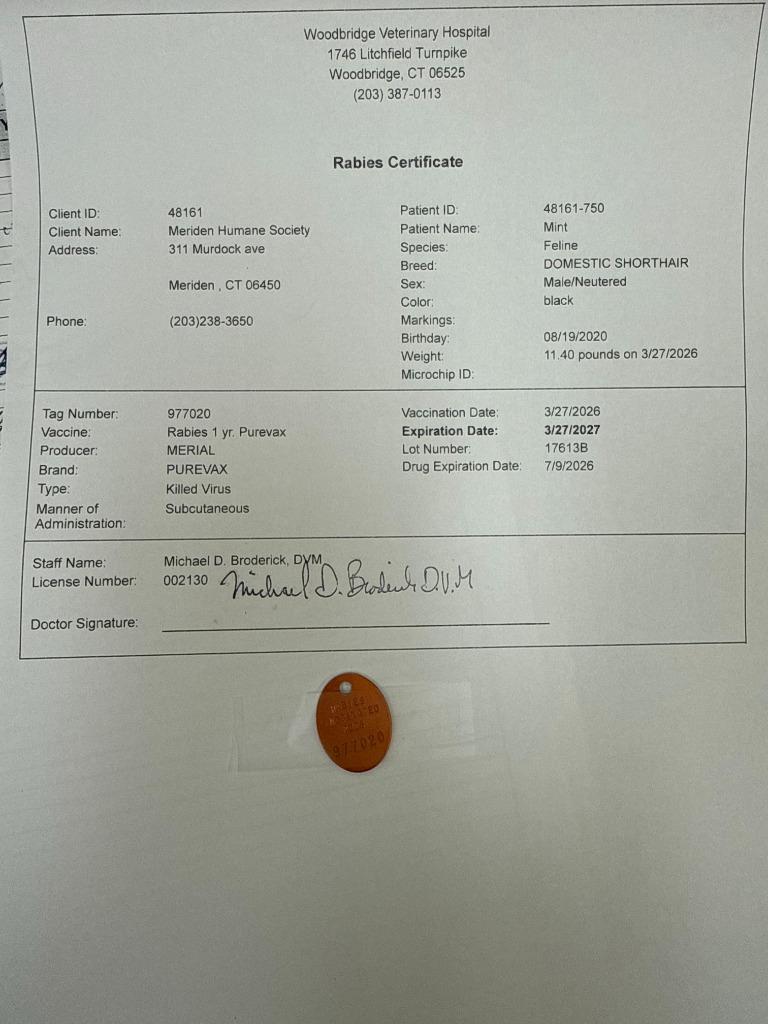 Woodbridge Veterinary Hospital
1746 Litchfield Turnpike
Woodbridge, CT 06525
(203) 387-0113
Rabies Certificate
Client ID: 48161
Client Name: Meriden Humane Society
Address: 311 Murdock ave
Meriden , CT 06450
Phone: (203)238-3650
Patient ID: 48161-750
Patient Name: Mint
Species: Feline
Breed: DOMESTIC SHORTHAIR
Sex: Male/Neutered
Color: black
Markings:
Birthday: 08/19/2020
Weight: 11.40 pounds on 3/27/2026
Microchip ID:
Tag Number: 977020
Vaccine: Rabies 1 yr. Purevax
Producer: MERIAL
Brand: PUREVAX
Type: Killed Virus
Manner of
Administration: Subcutaneous
Vaccination Date: 3/27/2026
Expiration Date: 3/27/2027
Lot Number: 17613B
Drug Expiration Date: 7/9/2026
Staff Name: Michael D. Broderick, DVM
License Number: 002130
Michael D. Broderick D.V.M
Doctor Signature:
RABIES
VACCINATED
977020